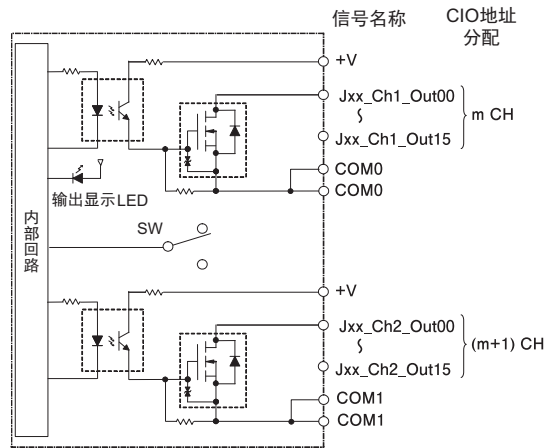 信号名称
CIO地址
分配
+V
Jxx_Ch1_Out00
m CH
Jxx_Ch1_Out15
COM0
COM0
输出显示LED
内部回路
SW
+V
Jxx_Ch2_Out00
(m+1) CH
Jxx_Ch2_Out15
COM1
COM1